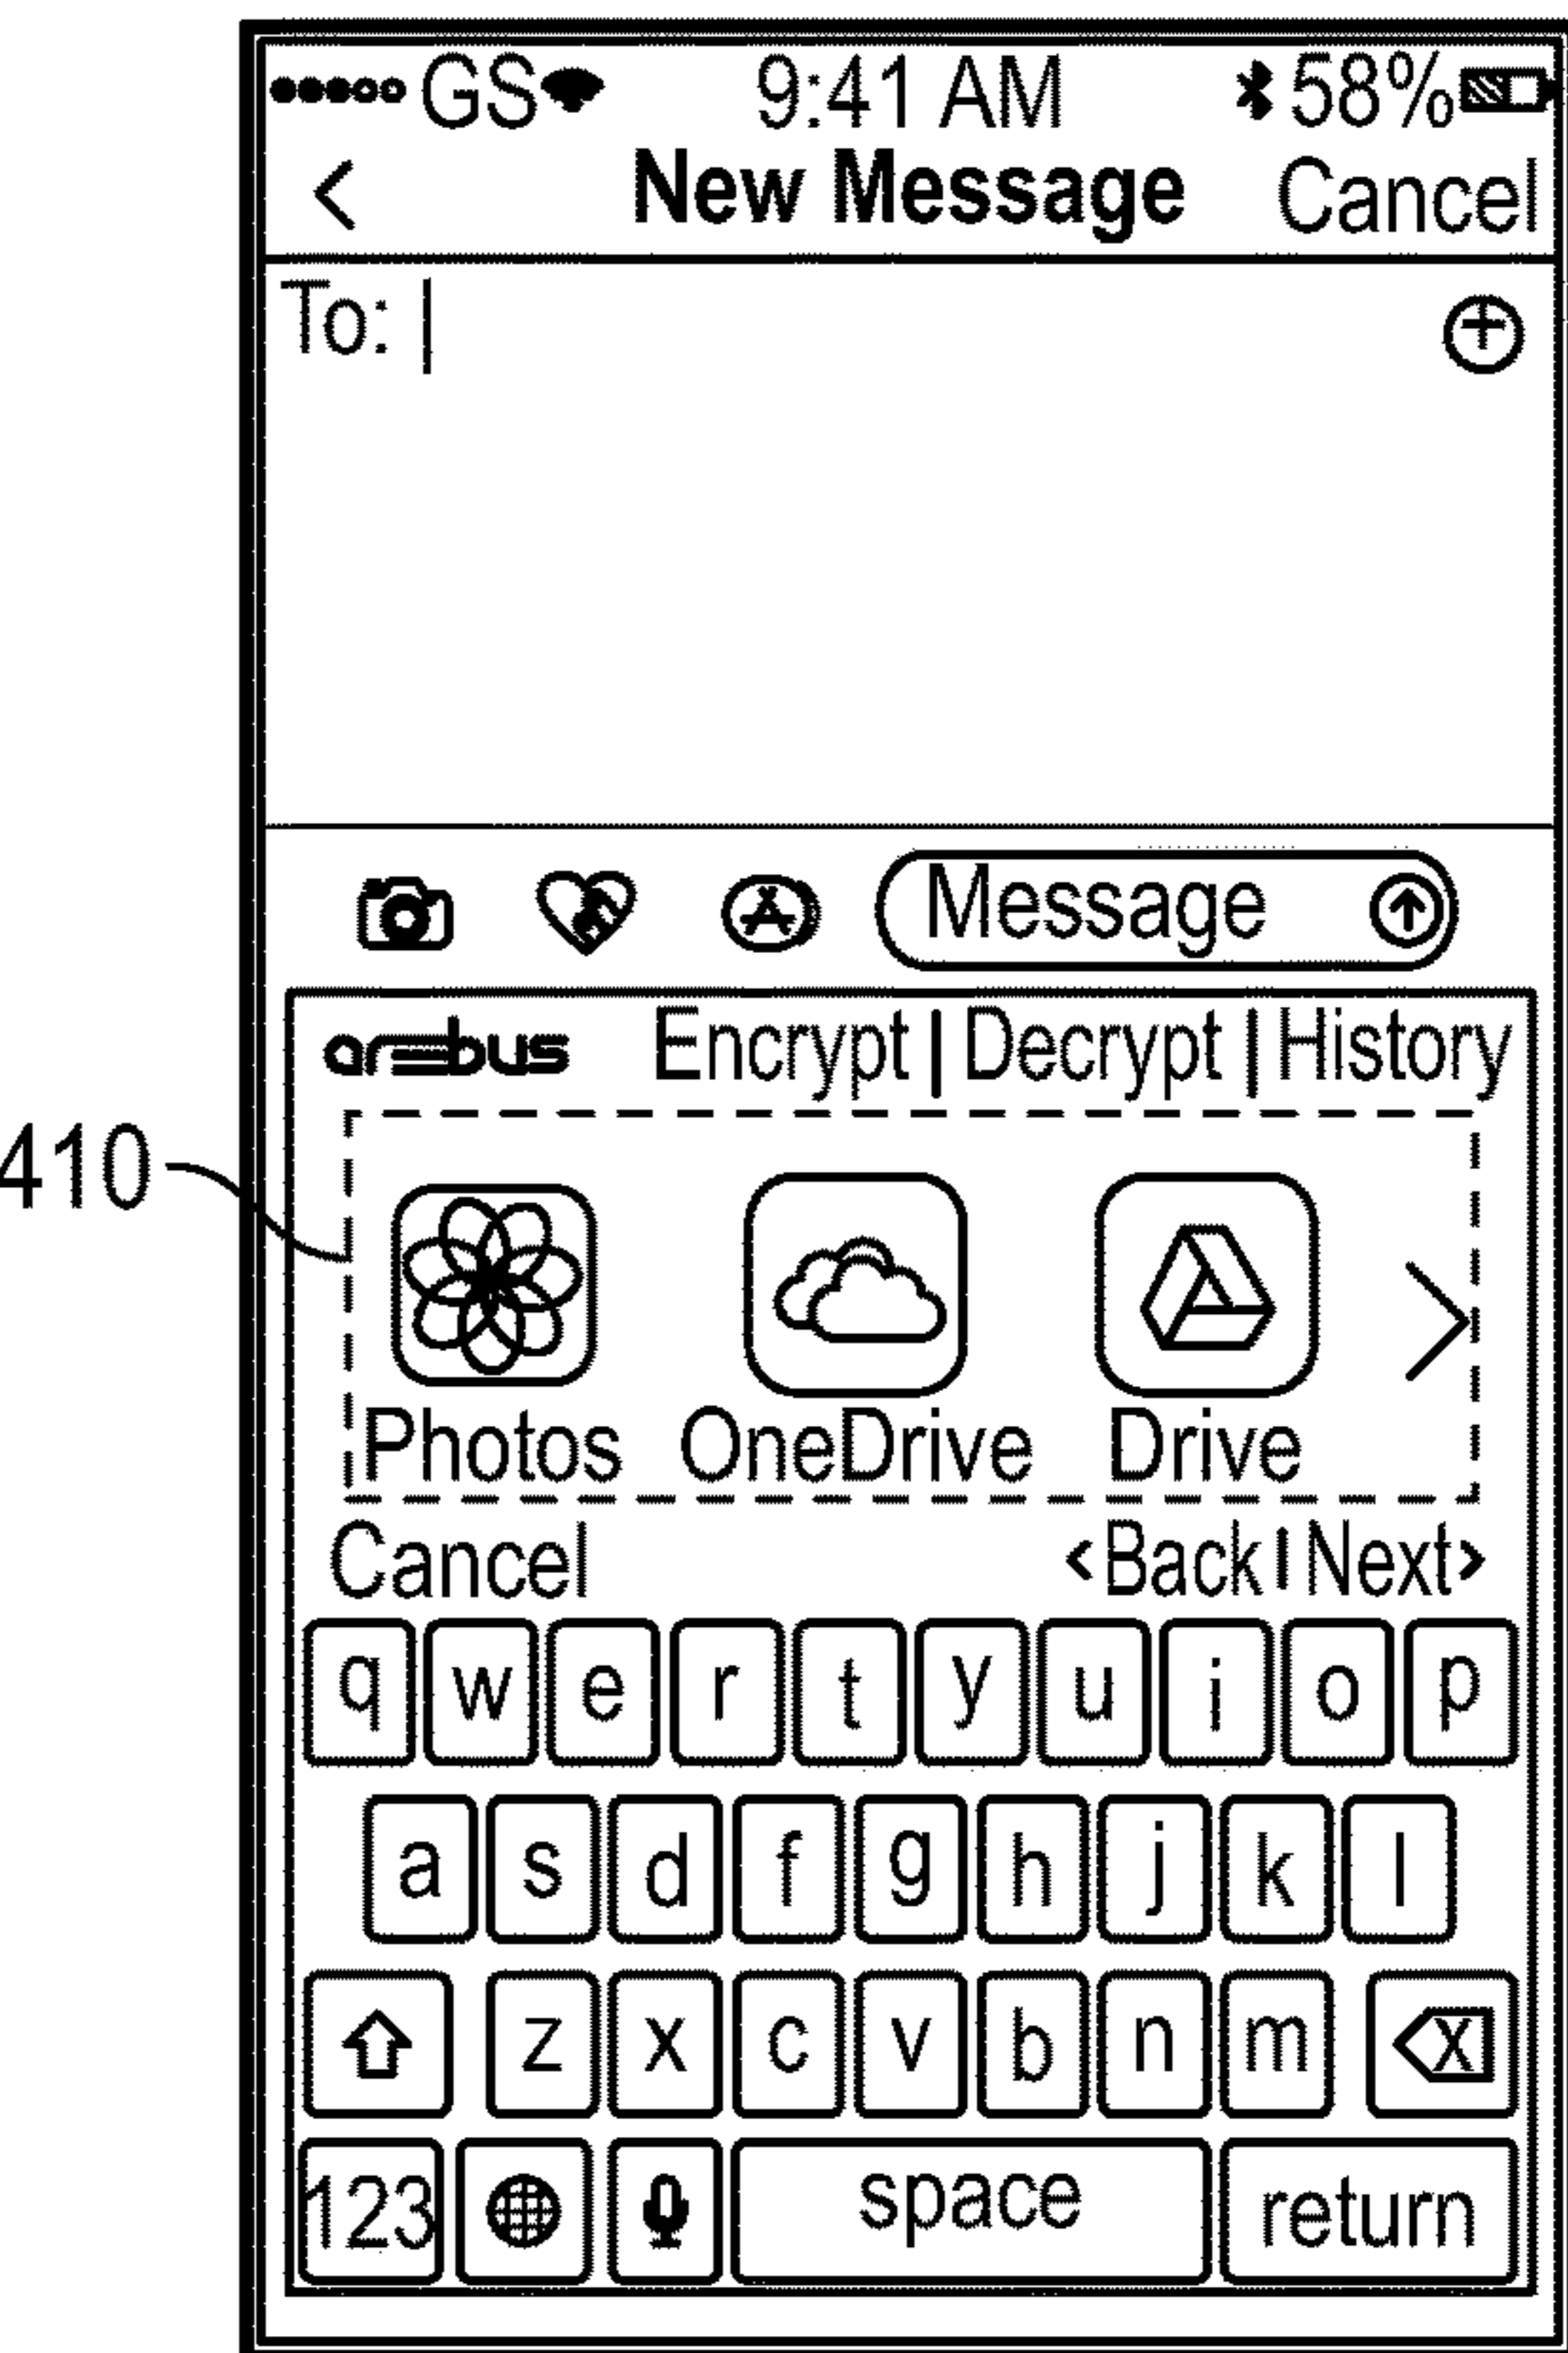 GS 9:41 AM 58%
< New Message Cancel
To:
Message
arebus Encrypt | Decrypt | History
410
Photos OneDrive Drive
Cancel <Back | Next>
q w e r t y u i o p
a s d f g h j k l
z x c v b n m x
123 space return